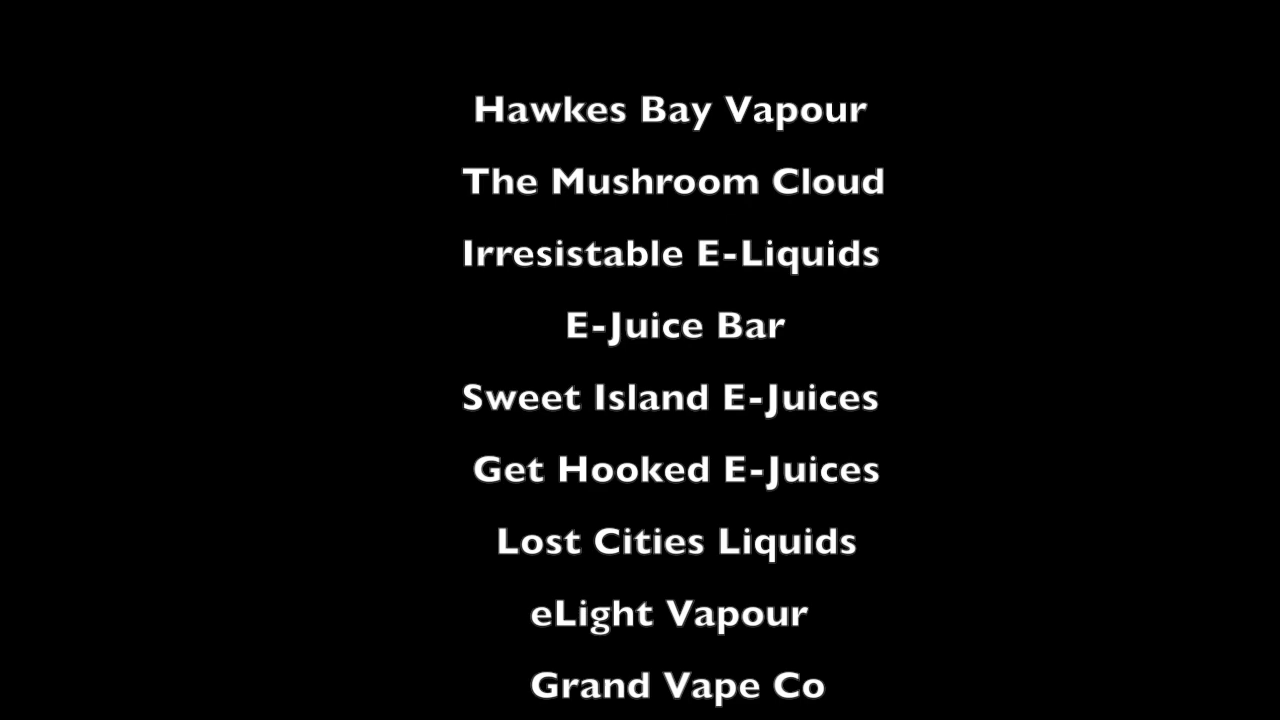 Hawkes Bay Vapour
The Mushroom Cloud
Irresistable E-Liquids
E-Juice Bar
Sweet Island E-Juices
Get Hooked E-Juices
Lost Cities Liquids
eLight Vapour
Grand Vape Co